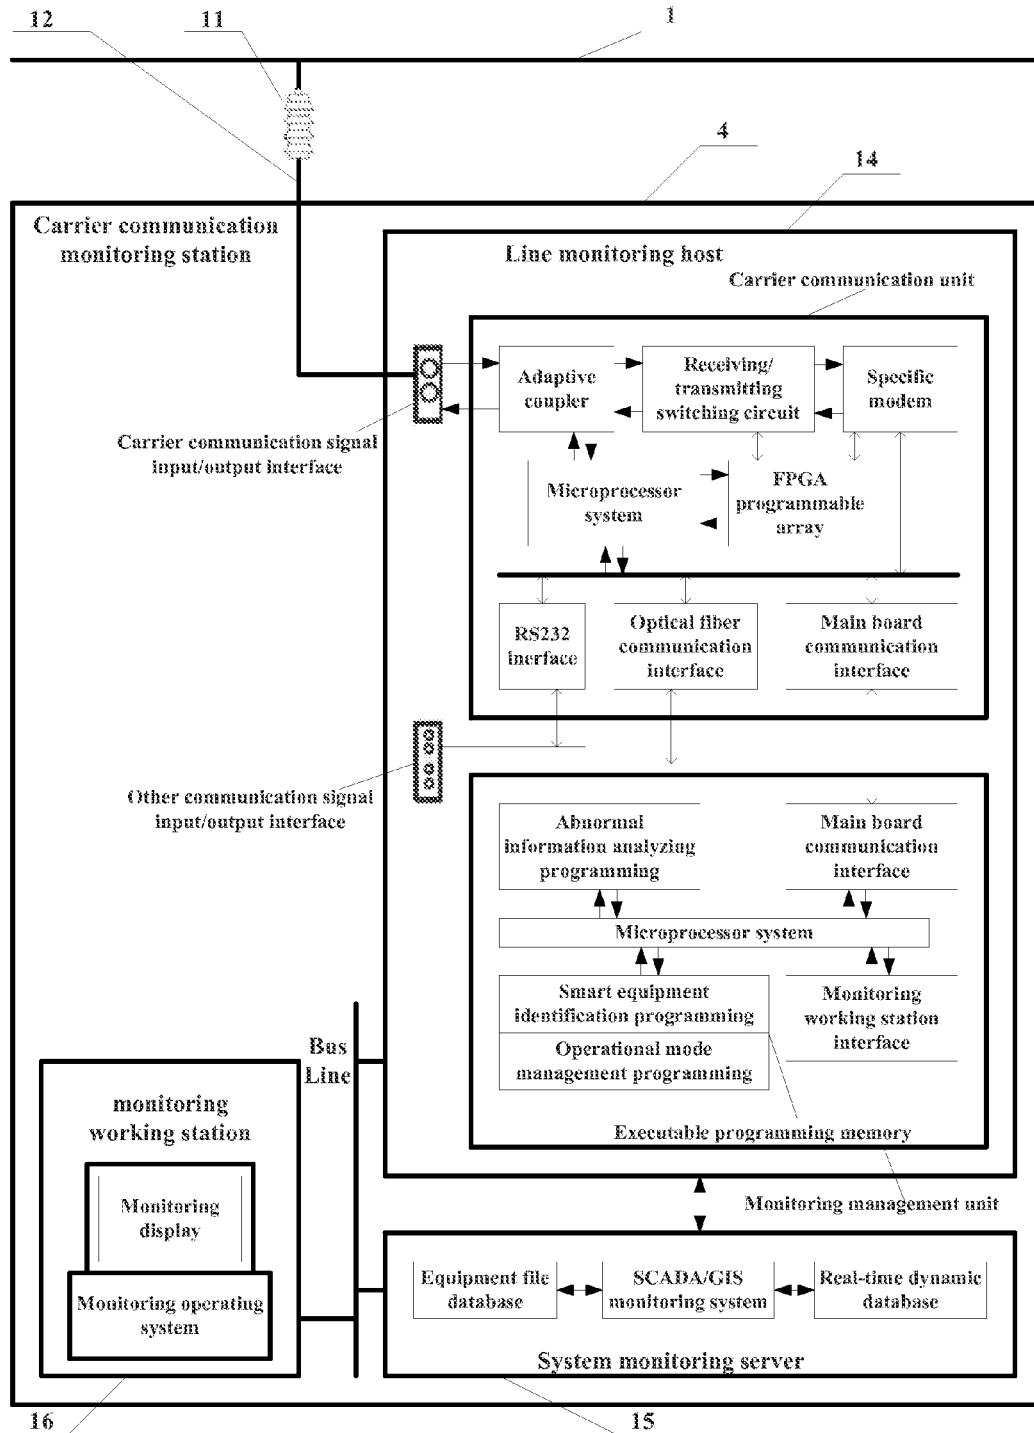 12
11
1
4
14
Carrier communication
monitoring station
Line monitoring host
Carrier communication unit
Adaptive
coupler
Receiving/
transmitting
switching circuit
Specific
modem
Carrier communication signal
input/output interface
Microprocessor
system
FPGA
programmable
array
RS232
inerface
Optical fiber
communication
interface
Main board
communication
interface
Other communication signal
input/output interface
Abnormal
information analyzing
programming
Main board
communication
interface
Microprocessor system
Smart equipment
identification programming
Operational mode
management programming
Monitoring
working station
interface
Bus
Line
monitoring
working station
Executable programming memory
Monitoring
display
Monitoring management unit
Monitoring operating
system
Equipment file
database
SCADA/GIS
monitoring system
Real-time dynamic
database
System monitoring server
16
15